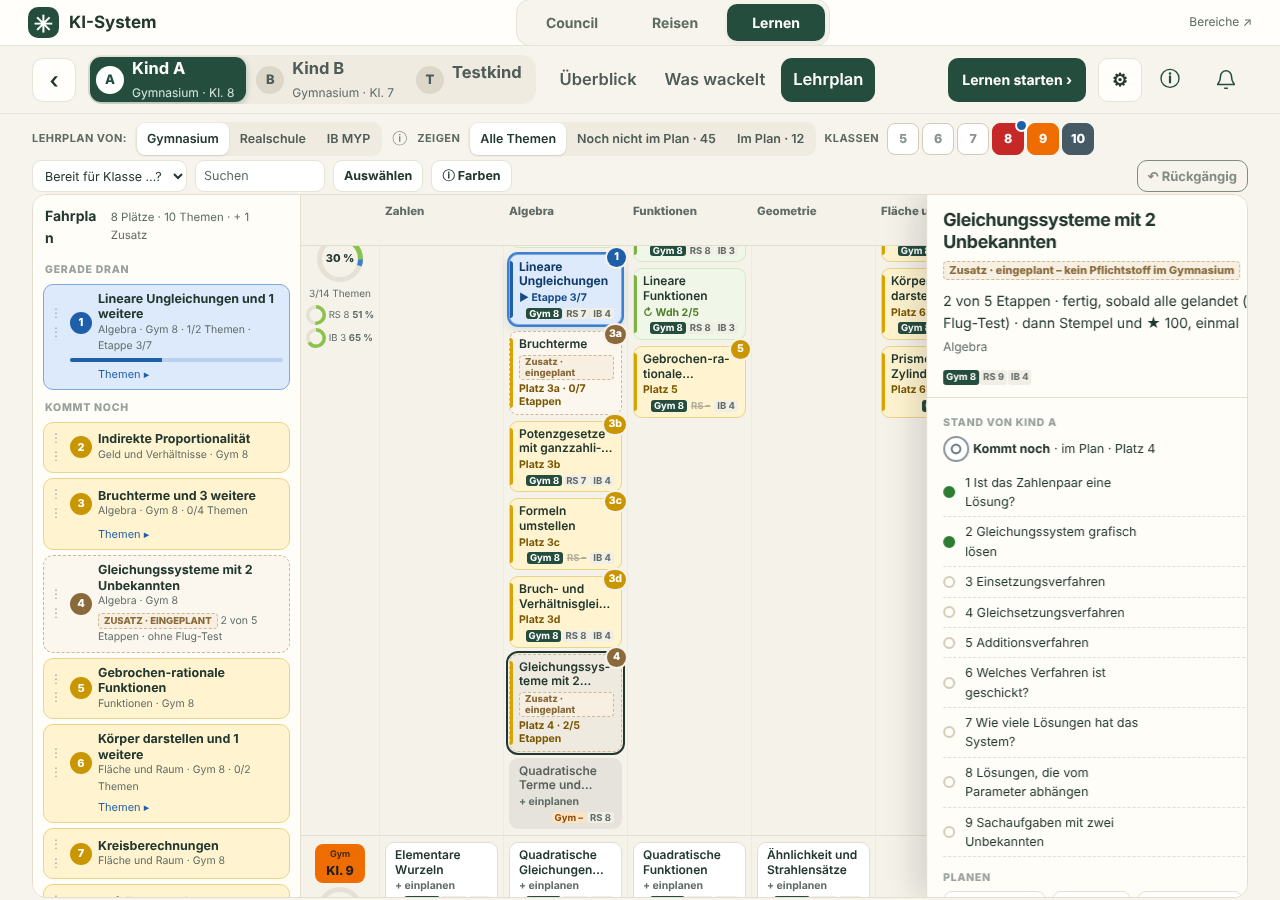 KI-System
Council
Reisen
Lernen
Bereiche ↗
‹
A
Kind A
Gymnasium · Kl. 8
B
Kind B
Gymnasium · Kl. 7
T
Testkind
Überblick
Was wackelt
Lehrplan
Lernen starten ›
LEHRPLAN VON:
Gymnasium
Realschule
IB MYP
ⓘ
ZEIGEN
Alle Themen
Noch nicht im Plan · 45
Im Plan · 12
KLASSEN
5
6
7
8
9
10
Bereit für Klasse ...?
Suchen
Auswählen
ⓘ Farben
↶ Rückgängig
Fahrpla
n
8 Plätze · 10 Themen · + 1
Zusatz
GERADE DRAN
1
Lineare Ungleichungen und 1
weitere
Algebra · Gym 8 · 1/2 Themen ·
Etappe 3/7
Themen ▸
KOMMT NOCH
2
Indirekte Proportionalität
Geld und Verhältnisse · Gym 8
3
Bruchterme und 3 weitere
Algebra · Gym 8 · 0/4 Themen
Themen ▸
4
Gleichungssysteme mit 2
Unbekannten
Algebra · Gym 8
ZUSATZ · EINGEPLANT 2 von 5
Etappen · ohne Flug-Test
5
Gebrochen-rationale
Funktionen
Funktionen · Gym 8
6
Körper darstellen und 1
weitere
Fläche und Raum · Gym 8 · 0/2
Themen
Themen ▸
7
Kreisberechnungen
Fläche und Raum · Gym 8
Zahlen
Algebra
Funktionen
Geometrie
Fläche u
30 %
3/14 Themen
RS 8 51 %
IB 3 65 %
1
Lineare
Ungleichungen
▶ Etappe 3/7
Gym 8 RS 7 IB 4
3a
Bruchterme
Zusatz ·
eingeplant
Platz 3a · 0/7
Etappen
3b
Potenzgesetze
mit ganzzahli-...
Platz 3b
Gym 8 RS 7 IB 4
3c
Formeln
umstellen
Platz 3c
Gym 8 RS – IB 4
3d
Bruch- und
Verhältnisglei...
Platz 3d
Gym 8 RS 8 IB 4
4
Gleichungssys-
teme mit 2...
Zusatz ·
eingeplant
Platz 4 · 2/5
Etappen
Quadratische
Terme und...
+ einplanen
Gym – RS 8
Gym 8 RS 8 IB 3
Lineare
Funktionen
↻ Wdh 2/5
Gym 8 RS 8 IB 3
5
Gebrochen-ra-
tionale...
Platz 5
Gym 8 RS – IB 4
Gym 8
Körpe
darste
Platz 6
Gym 8
Prisme
Zylind
Platz 6
Gym 8
Gym
Kl. 9
Elementare
Wurzeln
+ einplanen
Quadratische
Gleichungen...
+ einplanen
Quadratische
Funktionen
+ einplanen
Ähnlichkeit und
Strahlensätze
+ einplanen
Gleichungssysteme mit 2
Unbekannten
Zusatz · eingeplant – kein Pflichtstoff im Gymnasium
2 von 5 Etappen · fertig, sobald alle gelandet (
Flug-Test) · dann Stempel und ★ 100, einmal
Algebra
Gym 8 RS 9 IB 4
STAND VON KIND A
Kommt noch · im Plan · Platz 4
1 Ist das Zahlenpaar eine
Lösung?
2 Gleichungssystem grafisch
lösen
3 Einsetzungsverfahren
4 Gleichsetzungsverfahren
5 Additionsverfahren
6 Welches Verfahren ist
geschickt?
7 Wie viele Lösungen hat das
System?
8 Lösungen, die vom
Parameter abhängen
9 Sachaufgaben mit zwei
Unbekannten
PLANEN